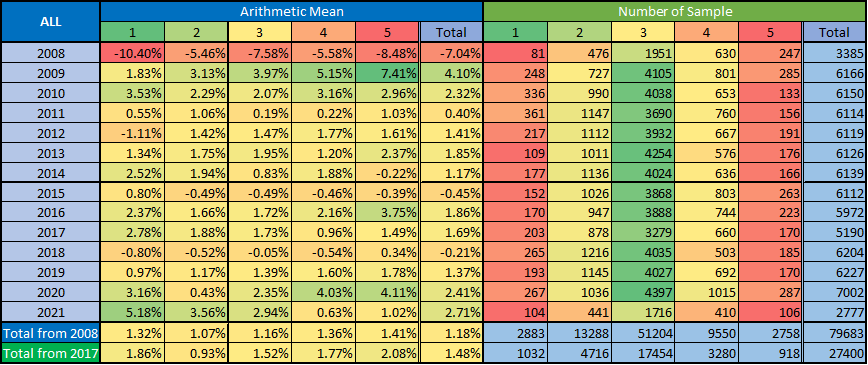 ALL Arithmetic Mean Number of Sample
1 2 3 4 5 Total 1 2 3 4 5 Total
2008 -10.40% -5.46% -7.58% -5.58% -8.48% -7.04% 81 476 1951 630 247 3385
2009 1.83% 3.13% 3.97% 5.15% 7.41% 4.10% 248 727 4105 801 285 6166
2010 3.53% 2.29% 2.07% 3.16% 2.96% 2.32% 336 990 4038 653 133 6150
2011 0.55% 1.06% 0.19% 0.22% 1.03% 0.40% 361 1147 3690 760 156 6114
2012 -1.11% 1.42% 1.47% 1.77% 1.61% 1.41% 217 1112 3932 667 191 6119
2013 1.34% 1.75% 1.95% 1.20% 2.37% 1.85% 109 1011 4254 576 176 6126
2014 2.52% 1.94% 0.83% 1.88% -0.22% 1.17% 177 1136 4024 636 166 6139
2015 0.80% -0.49% -0.49% -0.46% -0.39% -0.45% 152 1026 3868 803 263 6112
2016 2.37% 1.66% 1.72% 2.16% 3.75% 1.86% 170 947 3888 744 223 5972
2017 2.78% 1.88% 1.73% 0.96% 1.49% 1.69% 203 878 3279 660 170 5190
2018 -0.80% -0.52% -0.05% -0.54% 0.34% -0.21% 265 1216 4035 503 185 6204
2019 0.97% 1.17% 1.39% 1.60% 1.78% 1.37% 193 1145 4027 692 170 6227
2020 3.16% 0.43% 2.35% 4.03% 4.11% 2.41% 267 1036 4397 1015 287 7002
2021 5.18% 3.56% 2.94% 0.63% 1.02% 2.71% 104 441 1716 410 106 2777
Total from 2008 1.32% 1.07% 1.16% 1.36% 1.41% 1.18% 2883 13288 51204 9550 2758 79683
Total from 2017 1.86% 0.93% 1.52% 1.77% 2.08% 1.48% 1032 4716 17454 3280 918 27400